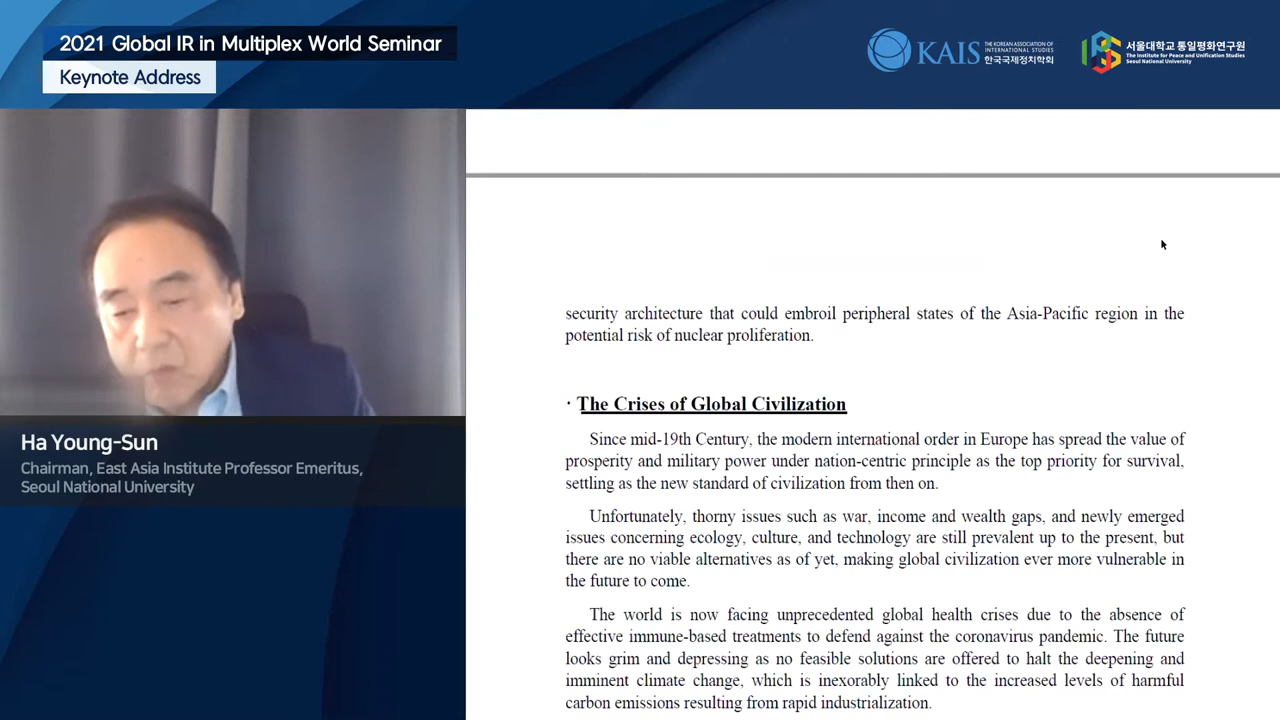 2021 Global IR in Multiplex World Seminar
Keynote Address
KAIS
THE KOREAN ASSOCIATION OF
INTERNATIONAL STUDIES
한국국제정치학회
서울대학교 통일평화연구원
The Institute for Peace and Unification Studies
Seoul National University
Ha Young-Sun
Chairman, East Asia Institute Professor Emeritus,
Seoul National University
security architecture that could embroil peripheral states of the Asia-Pacific region in the
potential risk of nuclear proliferation.
· The Crises of Global Civilization
Since mid-19th Century, the modern international order in Europe has spread the value of
prosperity and military power under nation-centric principle as the top priority for survival,
settling as the new standard of civilization from then on.
Unfortunately, thorny issues such as war, income and wealth gaps, and newly emerged
issues concerning ecology, culture, and technology are still prevalent up to the present, but
there are no viable alternatives as of yet, making global civilization ever more vulnerable in
the future to come.
The world is now facing unprecedented global health crises due to the absence of
effective immune-based treatments to defend against the coronavirus pandemic. The future
looks grim and depressing as no feasible solutions are offered to halt the deepening and
imminent climate change, which is inexorably linked to the increased levels of harmful
carbon emissions resulting from rapid industrialization.